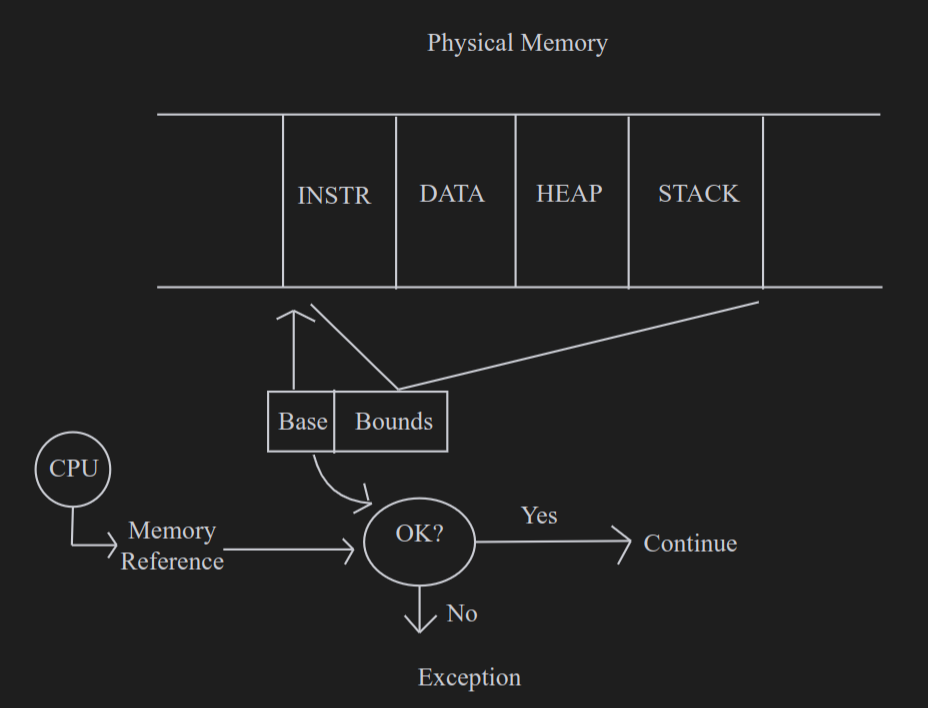 Physical Memory
INSTR DATA HEAP STACK
Base Bounds
CPU
Memory
Reference
OK?
Yes
Continue
No
Exception